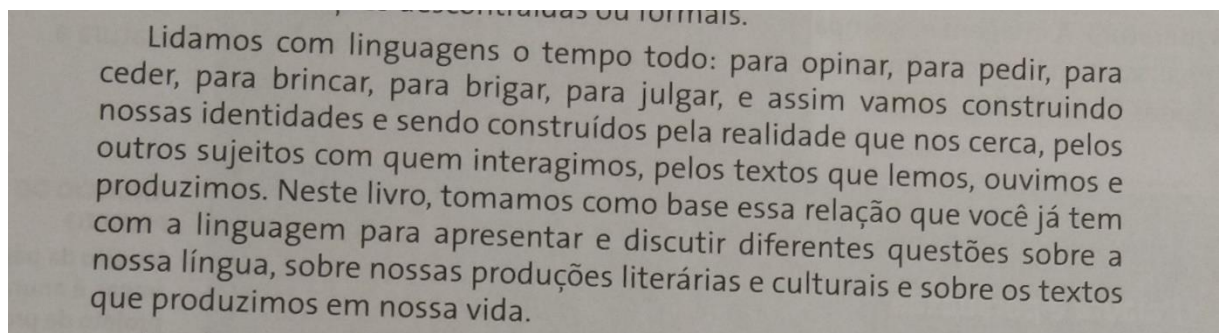 descontraídas ou formais.
Lidamos com linguagens o tempo todo: para opinar, para pedir, para
ceder, para brincar, para brigar, para julgar, e assim vamos construindo
nossas identidades e sendo construídos pela realidade que nos cerca, pelos
outros sujeitos com quem interagimos, pelos textos que lemos, ouvimos e
produzimos. Neste livro, tomamos como base essa relação que você já tem
com a linguagem para apresentar e discutir diferentes questões sobre a
nossa língua, sobre nossas produções literárias e culturais e sobre os textos
que produzimos em nossa vida.